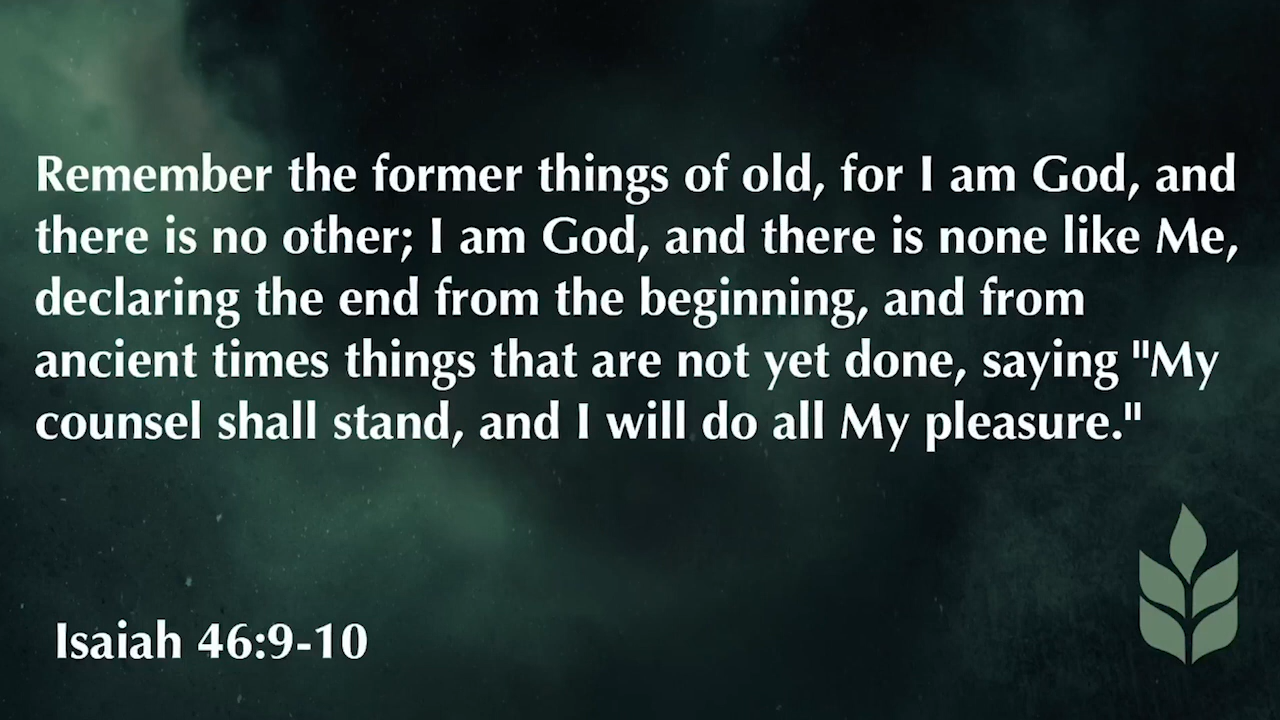 Remember the former things of old, for I am God, and
there is no other; I am God, and there is none like Me,
declaring the end from the beginning, and from
ancient times things that are not yet done, saying "My
counsel shall stand, and I will do all My pleasure."
Isaiah 46:9-10